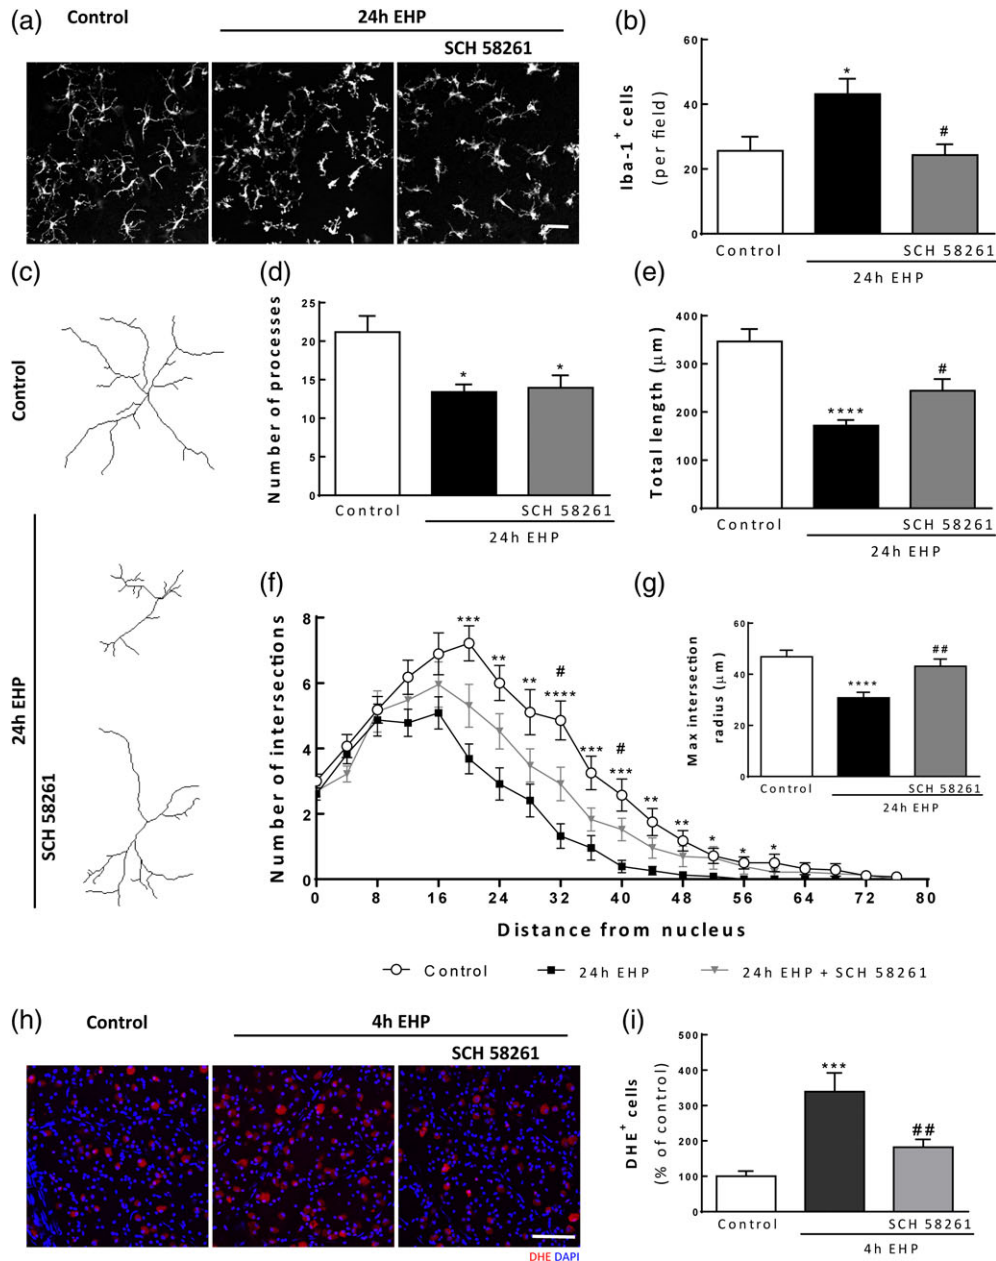 (a)
Control
24h EHP
SCH 58261
(b)
Iba-1+ cells
(per field)
60
40
20
0
*
#
Control
SCH 58261
24h EHP
(c)
Control
24h EHP
SCH 58261
(d)
Number of processes
25
20
15
10
5
0
*
*
Control
SCH 58261
24h EHP
(e)
Total length (µm)
400
300
200
100
0
****
#
Control
SCH 58261
24h EHP
(f)
Number of intersections
8
6
4
2
0
***
**
**
#
****
***
#
***
**
**
*
*
*
0 8 16 24 32 40 48 56 64 72 80
Distance from nucleus
Control
24h EHP
24h EHP + SCH 58261
(g)
Max intersection
radius (µm)
60
40
20
0
****
##
Control
SCH 58261
24h EHP
(h)
Control
4h EHP
SCH 58261
DHE DAPI
(i)
DHE+ cells
(% of control)
500
400
300
200
100
0
***
##
Control
SCH 58261
4h EHP